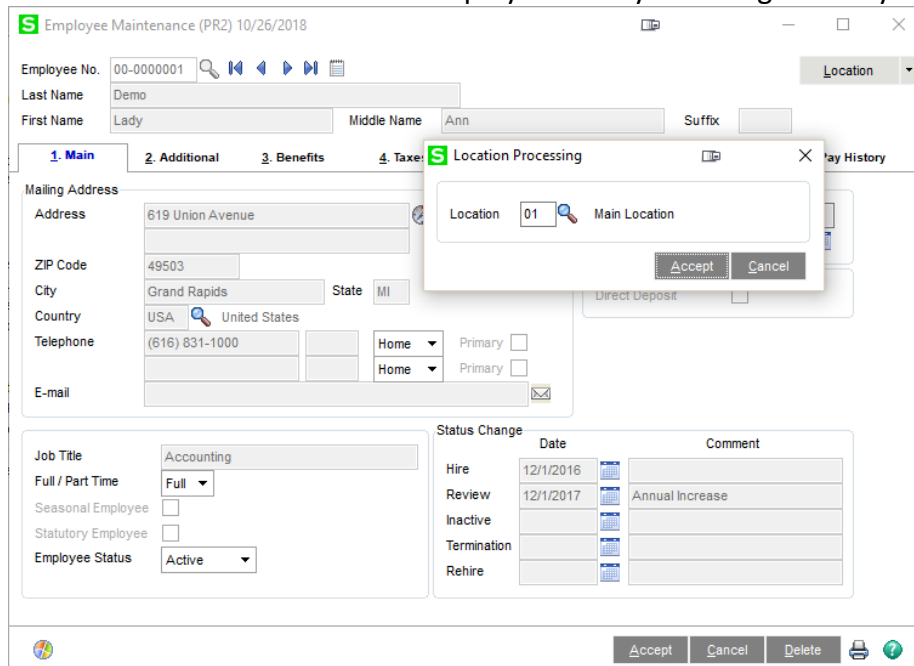 S Employee Maintenance (PR2) 10/26/2018
Employee No. 00-0000001 Location
Last Name Demo
First Name Lady Middle Name Ann Suffix
1. Main 2. Additional 3. Benefits 4. Taxes Pay History
S Location Processing
Location 01 Main Location
Accept Cancel
Mailing Address
Address 619 Union Avenue
ZIP Code 49503
City Grand Rapids State MI
Direct Deposit
Country USA United States
Telephone (616) 831-1000 Home Primary
Home Primary
E-mail
Status Change
Date Comment
Job Title Accounting
Hire 12/1/2016
Full / Part Time Full
Review 12/1/2017 Annual Increase
Seasonal Employee
Inactive
Statutory Employee
Termination
Employee Status Active
Rehire
Accept Cancel Delete